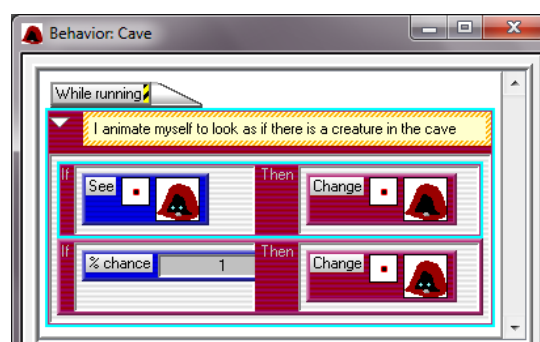 Behavior: Cave
While running
I animate myself to look as if there is a creature in the cave
If See Then Change
If % chance 1 Then Change